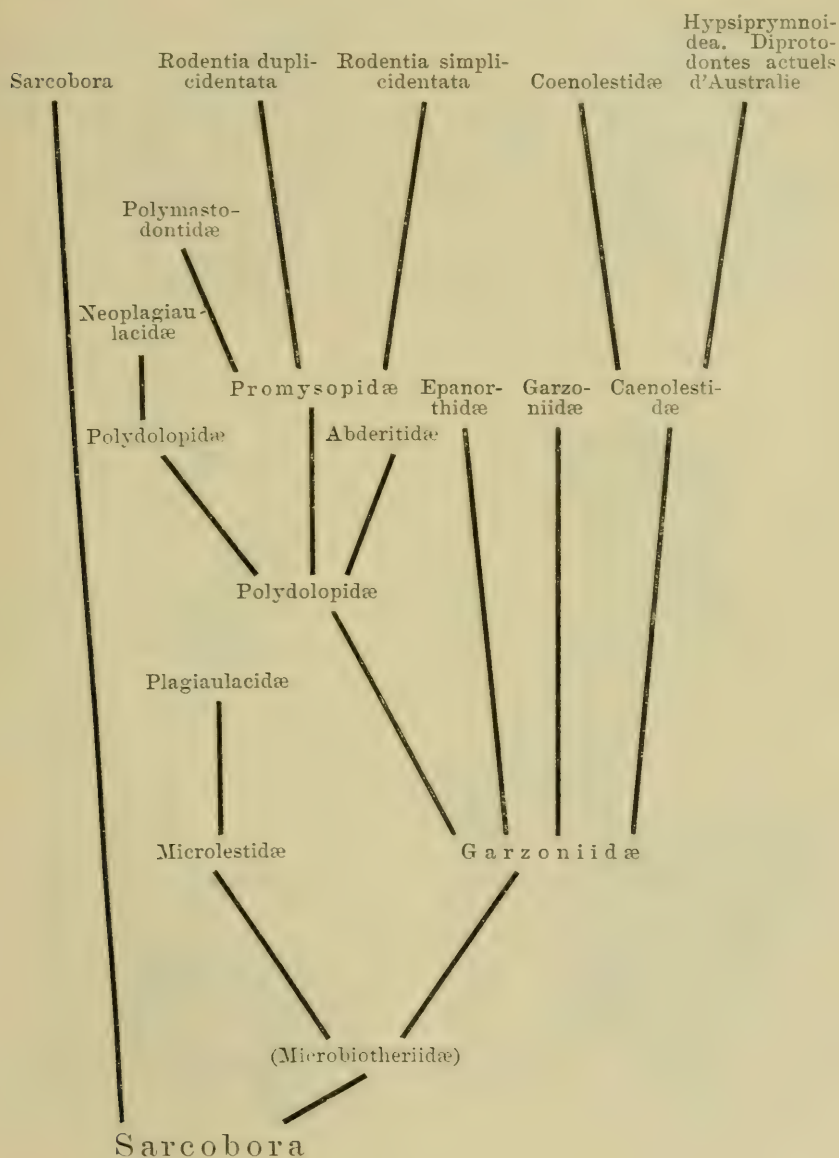 Hypsiprymnoi-
dea. Diproto-
dontes actuels
d'Australie
Sarcobora
Rodentia dupli-
cidentata
Rodentia simpli-
cidentata
Coenolestidæ
Polymasto-
dontidæ
Neoplagiau-
lacidæ
Promysopidæ
Epanor-
thidæ
Garzo-
niidæ
Caenolesti-
dæ
Polydolopidæ
Abderitidæ
Polydolopidæ
Plagiaulacidæ
Microlestidæ
Garzoniidæ
(Microbiotheriidæ)
Sarcobora